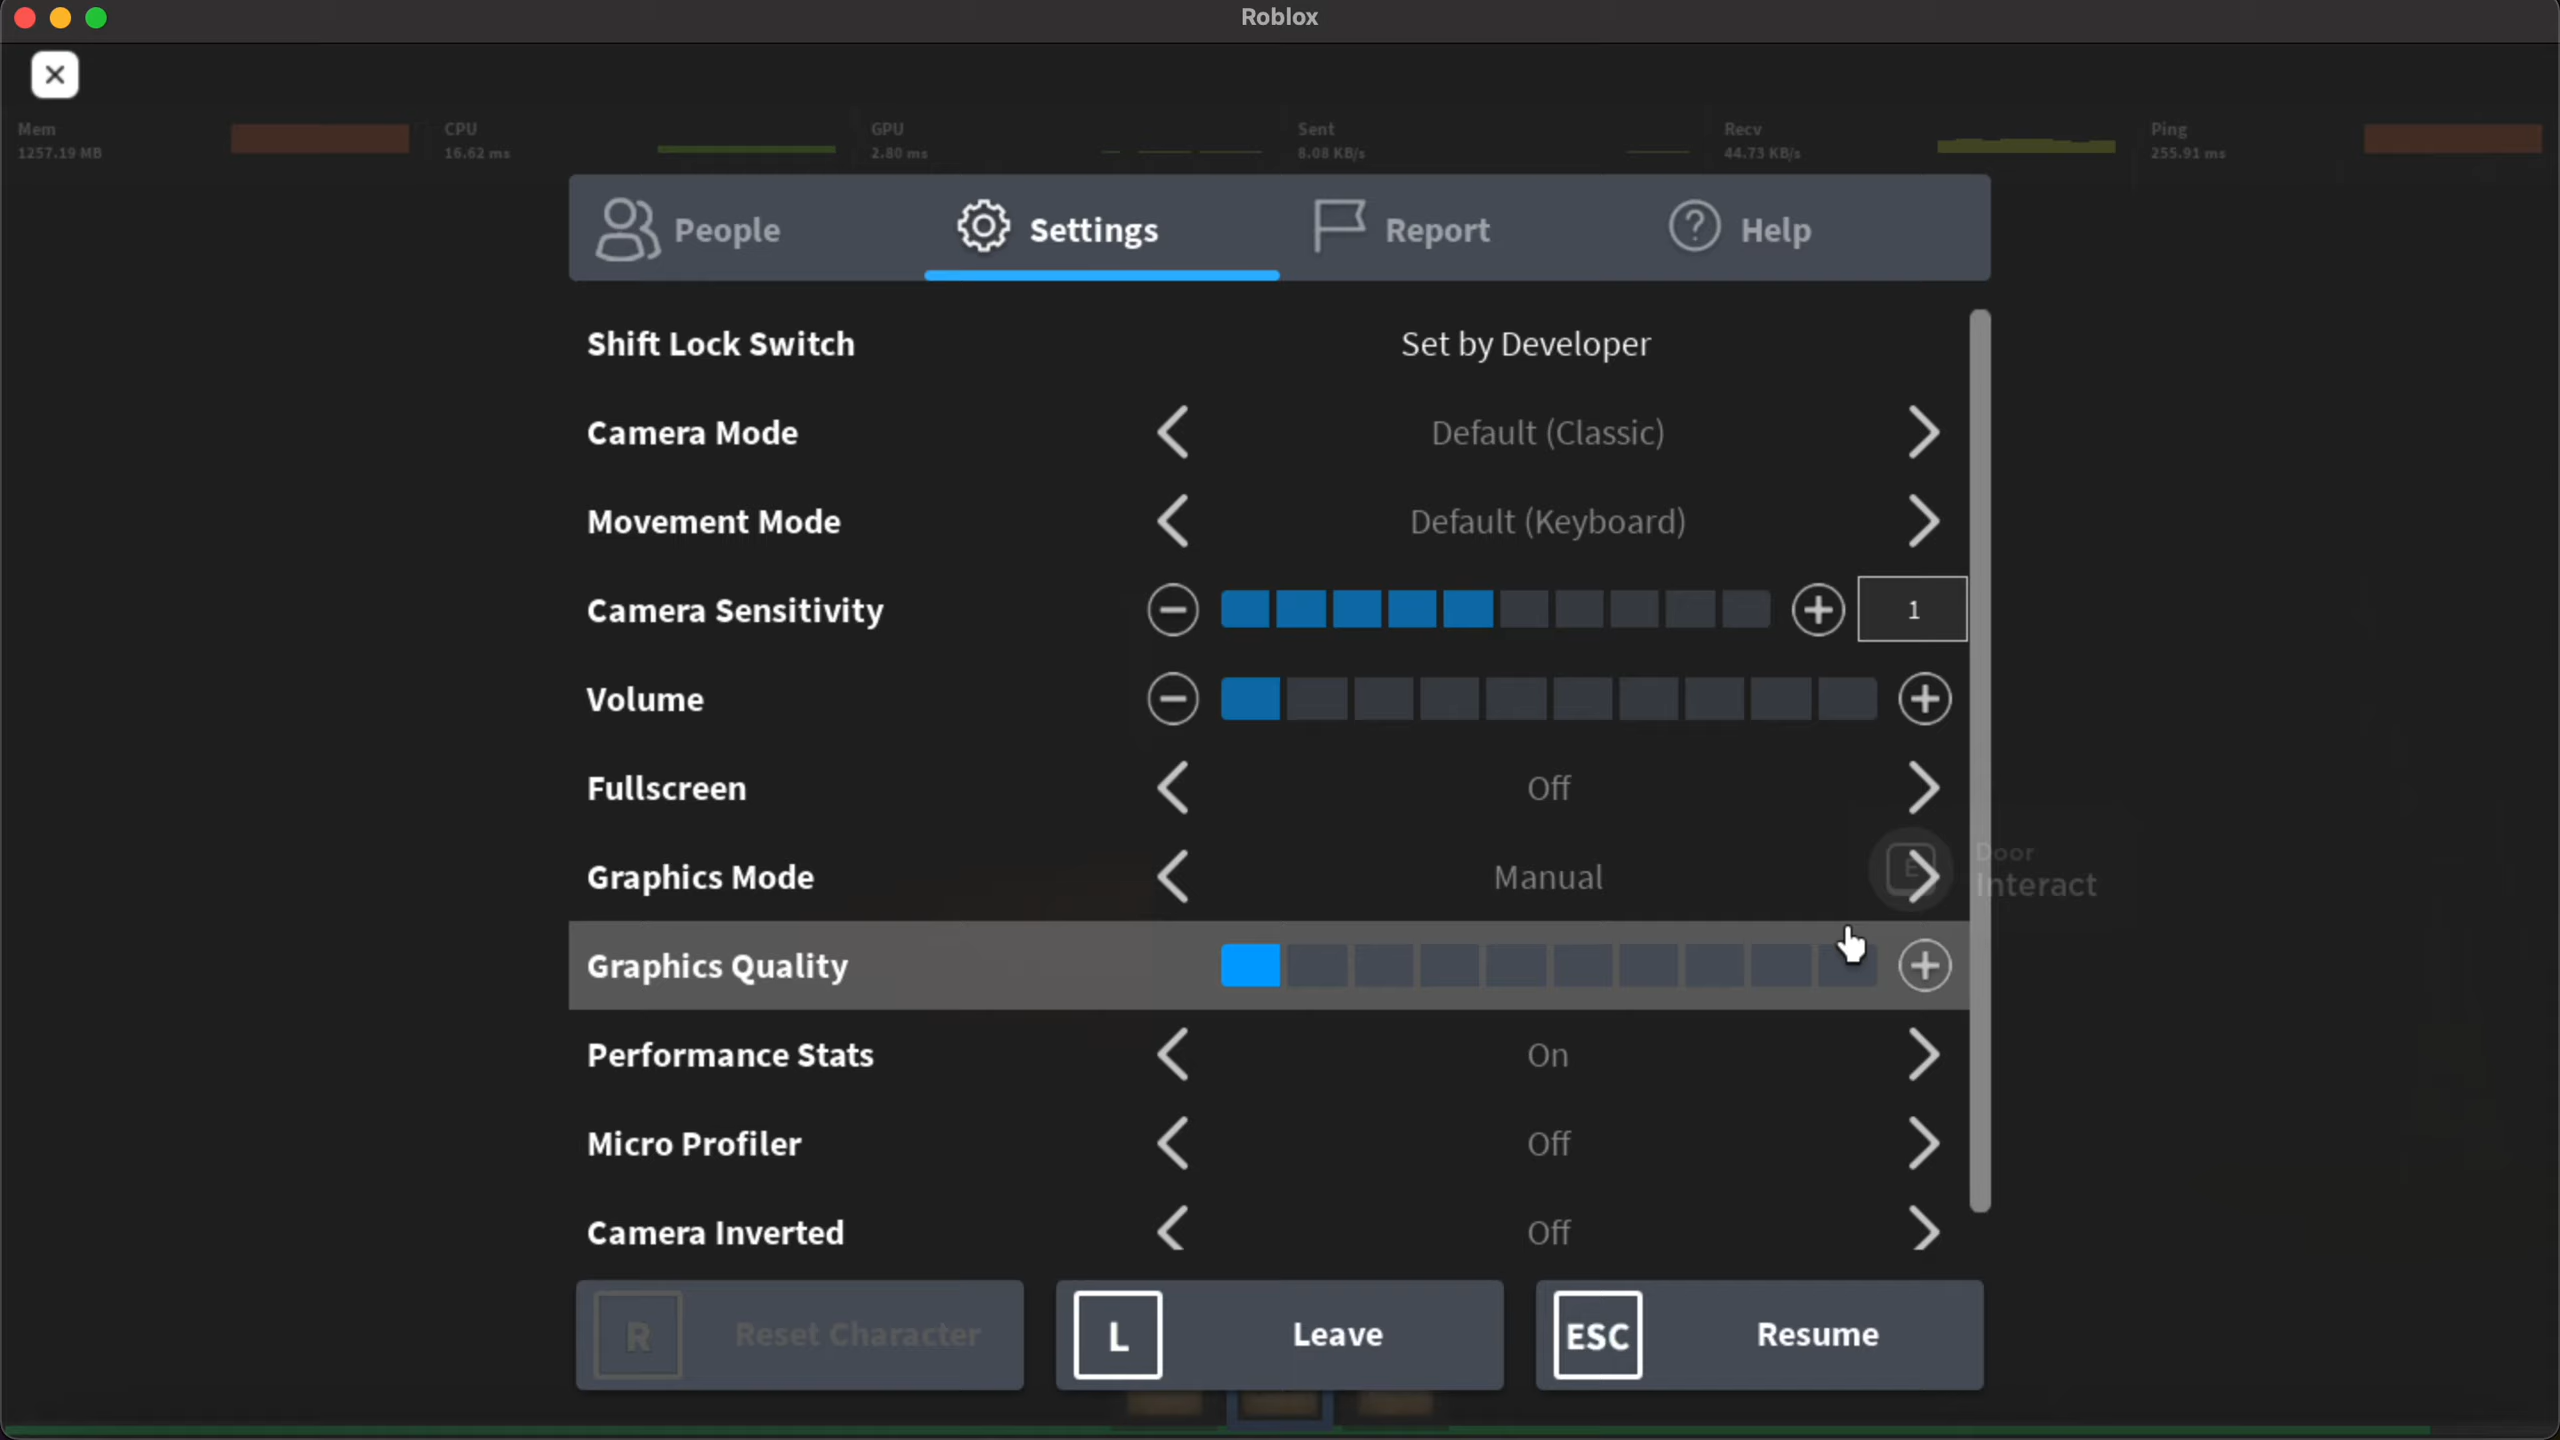 Roblox
Mem
1257.19 MB
CPU
16.62 ms
GPU
2.80 ms
Sent
8.08 KB/s
Recv
44.73 KB/s
Ping
255.91 ms
People
Settings
Report
Help
Shift Lock Switch
Set by Developer
Camera Mode
Default (Classic)
Movement Mode
Default (Keyboard)
Camera Sensitivity
1
Volume
Fullscreen
Off
Graphics Mode
Manual
E
Door
Interact
Graphics Quality
Performance Stats
On
Micro Profiler
Off
Camera Inverted
Off
R
Reset Character
L
Leave
ESC
Resume